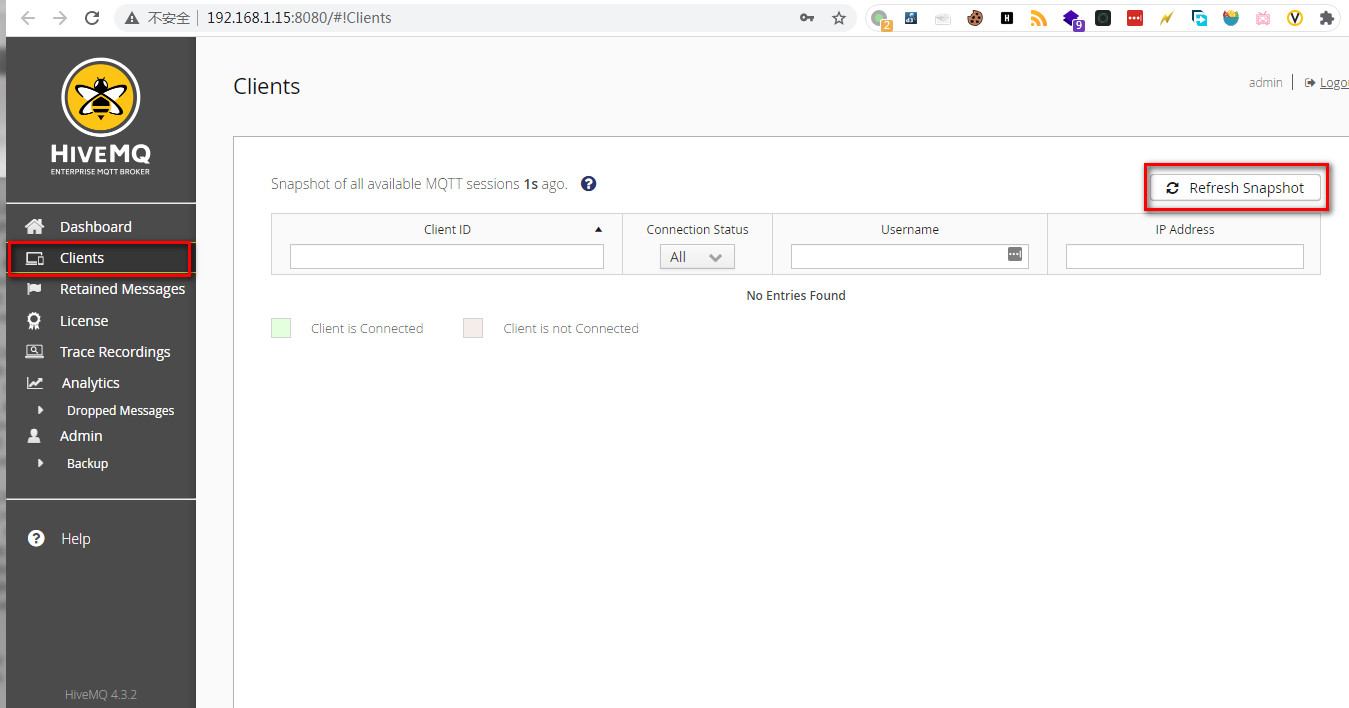 不安全 192.168.1.15:8080/#!Clients
2
d3
H
9
V
HIVEMQ
ENTERPRISE MQTT BROKER
Dashboard
Clients
Retained Messages
License
Trace Recordings
Analytics
Dropped Messages
Admin
Backup
? Help
HiveMQ 4.3.2
Clients
admin Logo
Snapshot of all available MQTT sessions 1s ago. ?
Refresh Snapshot
Client ID Connection Status Username IP Address
All
No Entries Found
Client is Connected Client is not Connected